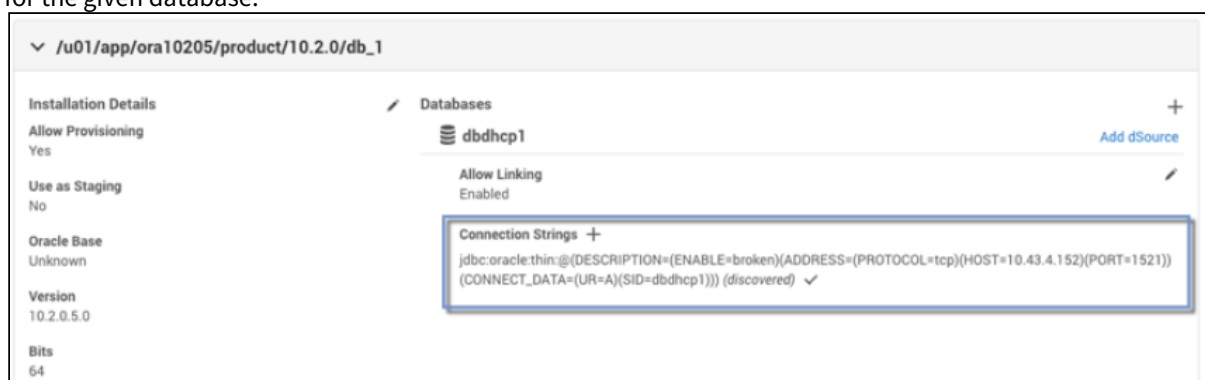 for the given database.
/u01/app/ora10205/product/10.2.0/db_1
Installation Details
Allow Provisioning
Yes
Use as Staging
No
Oracle Base
Unknown
Version
10.2.0.5.0
Bits
64
Databases
dbdhcp1
Add dSource
Allow Linking
Enabled
Connection Strings +
jdbc:oracle:thin:@(DESCRIPTION=(ENABLE=broken)(ADDRESS=(PROTOCOL=tcp)(HOST=10.43.4.152)(PORT=1521))
(CONNECT_DATA=(UR=A)(SID=dbdhcp1))) (discovered) ✓